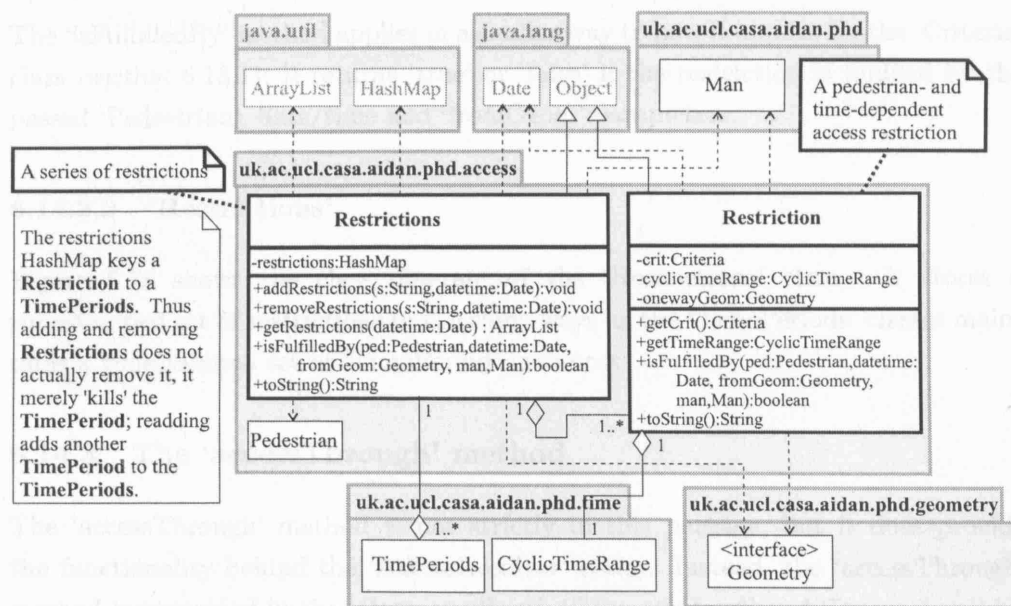 java.util
java.lang
uk.ac.ucl.casa.aidan.phd
ArrayList
HashMap
Date
Object
Man
A pedestrian- and
time-dependent
access restriction
A series of restrictions
uk.ac.ucl.casa.aidan.phd.access
The restrictions
HashMap keys a
Restriction to a
TimePeriods. Thus
adding and removing
Restrictions does not
actually remove it, it
merely 'kills' the
TimePeriod; readding
adds another
TimePeriod to the
TimePeriods.
Restrictions
-restrictions:HashMap
+addRestrictions(s:String,datetime:Date):void
+removeRestrictions(s:String,datetime:Date):void
+getRestrictions(datetime:Date) : ArrayList
+isFulfilledBy(ped:Pedestrian,datetime:Date,
fromGeom:Geometry, man,Man):boolean
+toString():String
Restriction
-crit:Criteria
-cyclicTimeRange:CyclicTimeRange
-onewayGeom:Geometry
+getCrit():Criteria
+getTimeRange:CyclicTimeRange
+isFulfilledBy(ped:Pedestrian,datetime:
Date, fromGeom:Geometry,
man,Man):boolean
+toString():String
1
1
1..*
1
Pedestrian
uk.ac.ucl.casa.aidan.phd.time
1..*
1
TimePeriods
CyclicTimeRange
uk.ac.ucl.casa.aidan.phd.geometry
<interface>
Geometry